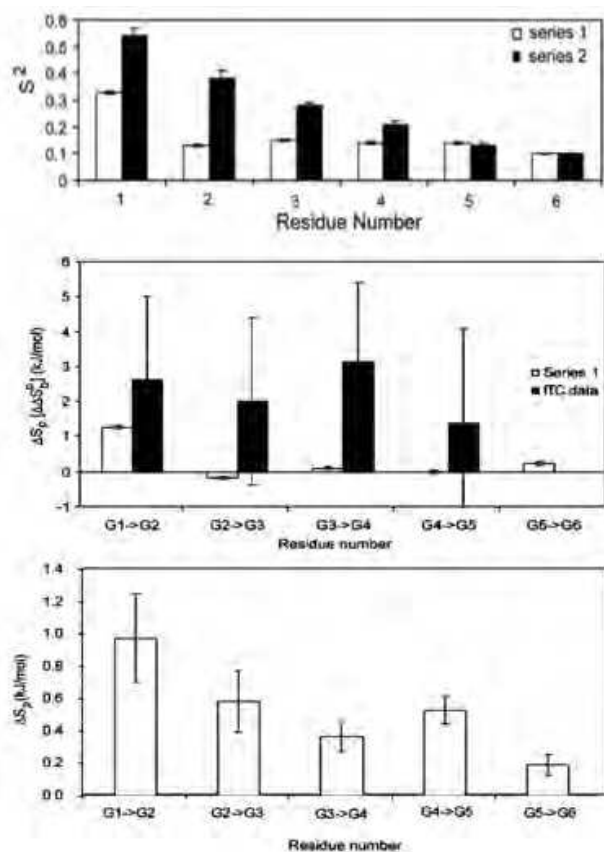 0.6
series 1
0.5
series 2
0.4
S²
0.3
0.2
0.1
0
1 2 3 4 5 6
Residue Number
6
5
4
3
Series 1
ITC data
2
1
0
-1
G1->G2 G2->G3 G3->G4 G4->G5 G5->G6
Residue number
1.4
1.2
1.0
0.8
ΔSp(kJ/mol)
0.6
0.4
0.2
0.0
G1->G2 G2->G3 G3->G4 G4->G5 G5->G6
Residue number